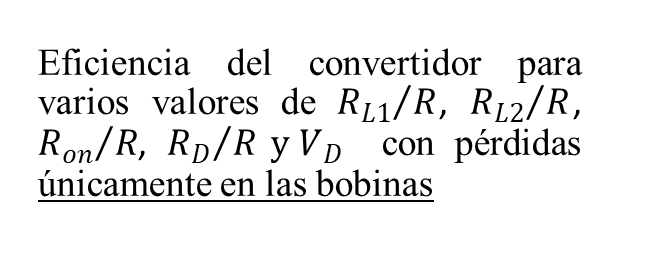 Eficiencia del convertidor para
varios valores de $R_{L1}/R$, $R_{L2}/R$,
$R_{on}/R$, $R_D/R$ y $V_D$ con pérdidas
únicamente en las bobinas